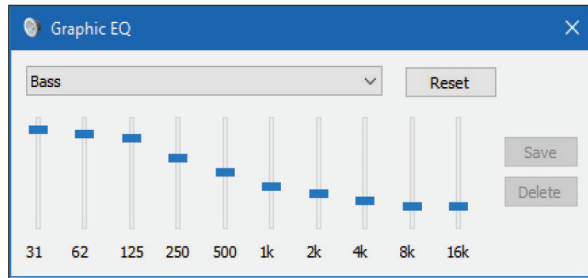 Graphic EQ
Bass
Reset
Save
Delete
31 62 125 250 500 1k 2k 4k 8k 16k